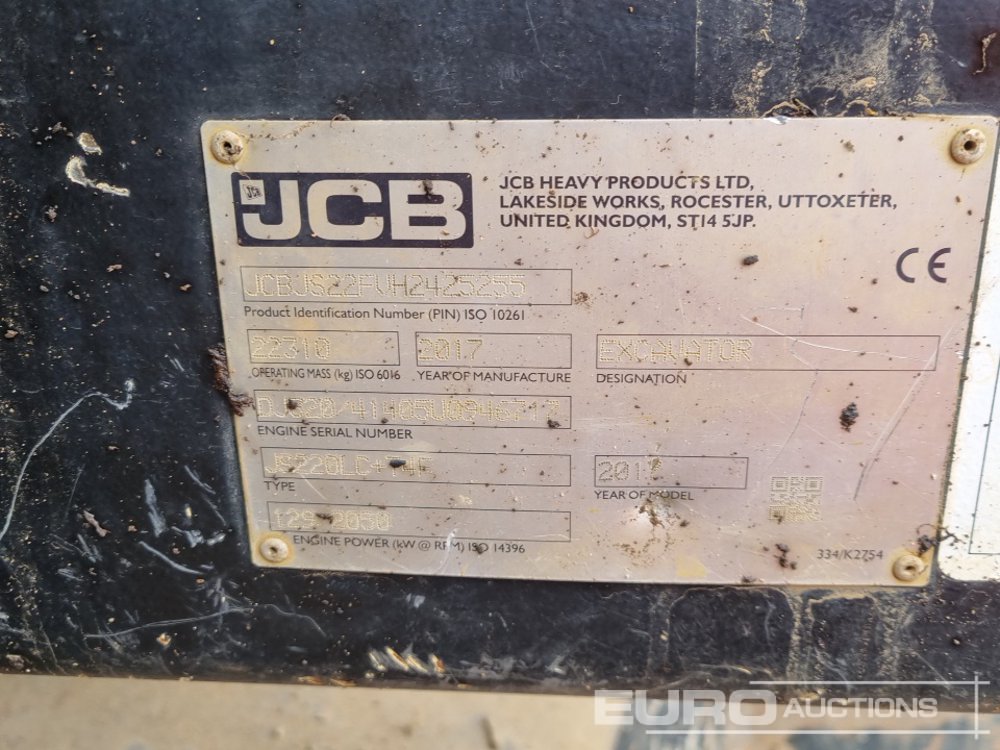 JCB
JCB HEAVY PRODUCTS LTD,
LAKESIDE WORKS, ROCESTER, UTTOXETER,
UNITED KINGDOM, ST14 5JP.
CE
JCBJS22FVH2425255
Product Identification Number (PIN) ISO 10261
22310
2017
EXCAVATOR
OPERATING MASS (kg) ISO 6016
YEAR OF MANUFACTURE
DESIGNATION
DJ320/41405U0946717
ENGINE SERIAL NUMBER
JS220LC+T4F
2017
TYPE
YEAR OF MODEL
129 2050
ENGINE POWER (kW @ RPM) ISO 14396
334/K2754
EURO AUCTIONS